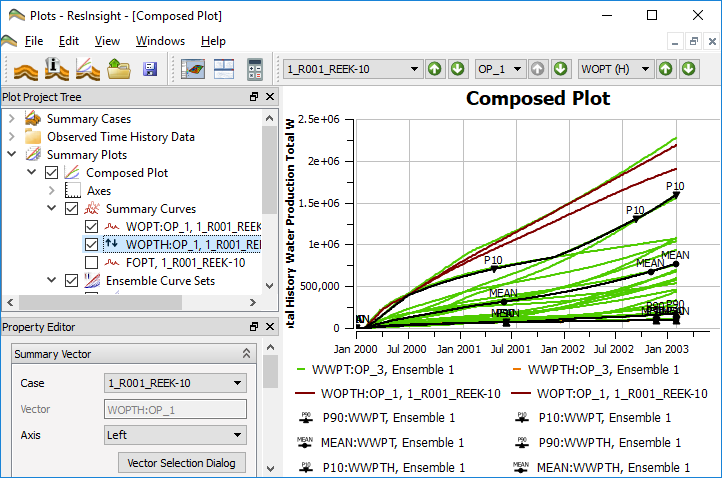 Plots - ResInsight - [Composed Plot]
File Edit View Windows Help
1_R001_REEK-10 OP_1 WOPT (H)
Plot Project Tree
Summary Cases
Observed Time History Data
Summary Plots
Composed Plot
Axes
Summary Curves
WOPT:OP_1, 1_R001_REEK
WOPTH:OP_1, 1_R001_REE
FOPT, 1_R001_REEK-10
Ensemble Curve Sets
Property Editor
Summary Vector
Case 1_R001_REEK-10
Vector WOPTH:OP_1
Axis Left
Vector Selection Dialog
Composed Plot
otal History Water Production Total W
2.5e+06
2e+06
1.5e+06
1e+06
500,000
0
P10
P10
P10
MEAN
MEAN
MEAN
P90
P90
Jan 2000 Jul 2000 Jan 2001 Jul 2001 Jan 2002 Jul 2002 Jan 2003
WWPT:OP_3, Ensemble 1 WWPTH:OP_3, Ensemble 1
WOPTH:OP_1, 1_R001_REEK-10 WOPT:OP_1, 1_R001_REEK-10
P90 P90:WWPT, Ensemble 1 P10 P10:WWPT, Ensemble 1
MEAN MEAN:WWPT, Ensemble 1 P90 P90:WWPTH, Ensemble 1
P10 P10:WWPTH, Ensemble 1 MEAN MEAN:WWPTH, Ensemble 1